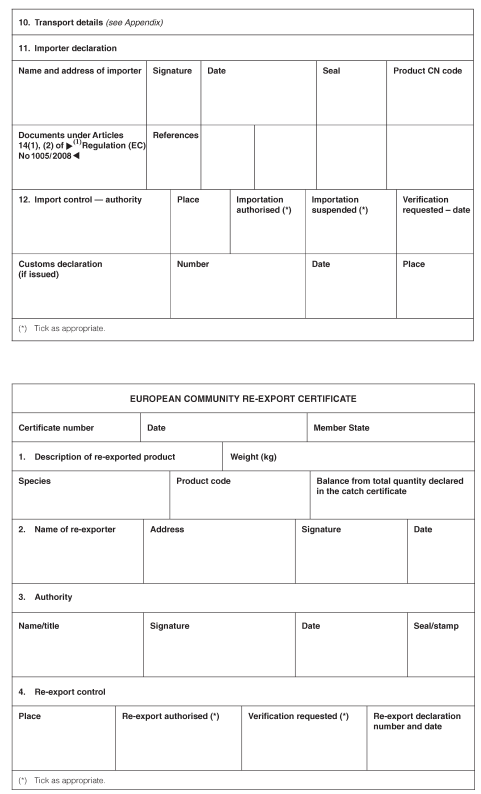 10. Transport details (see Appendix)
11. Importer declaration
Name and address of importer Signature Date Seal Product CN code
Documents under Articles References
14(1), (2) of ►(1)Regulation (EC)
No 1005/2008◄
12. Import control — authority Place Importation Importation Verification
authorised (*) suspended (*) requested – date
Customs declaration Number Date Place
(if issued)
(*) Tick as appropriate.
EUROPEAN COMMUNITY RE-EXPORT CERTIFICATE
Certificate number Date Member State
1. Description of re-exported product Weight (kg)
Species Product code Balance from total quantity declared
in the catch certificate
2. Name of re-exporter Address Signature Date
3. Authority
Name/title Signature Date Seal/stamp
4. Re-export control
Place Re-export authorised (*) Verification requested (*) Re-export declaration
number and date
(*) Tick as appropriate.